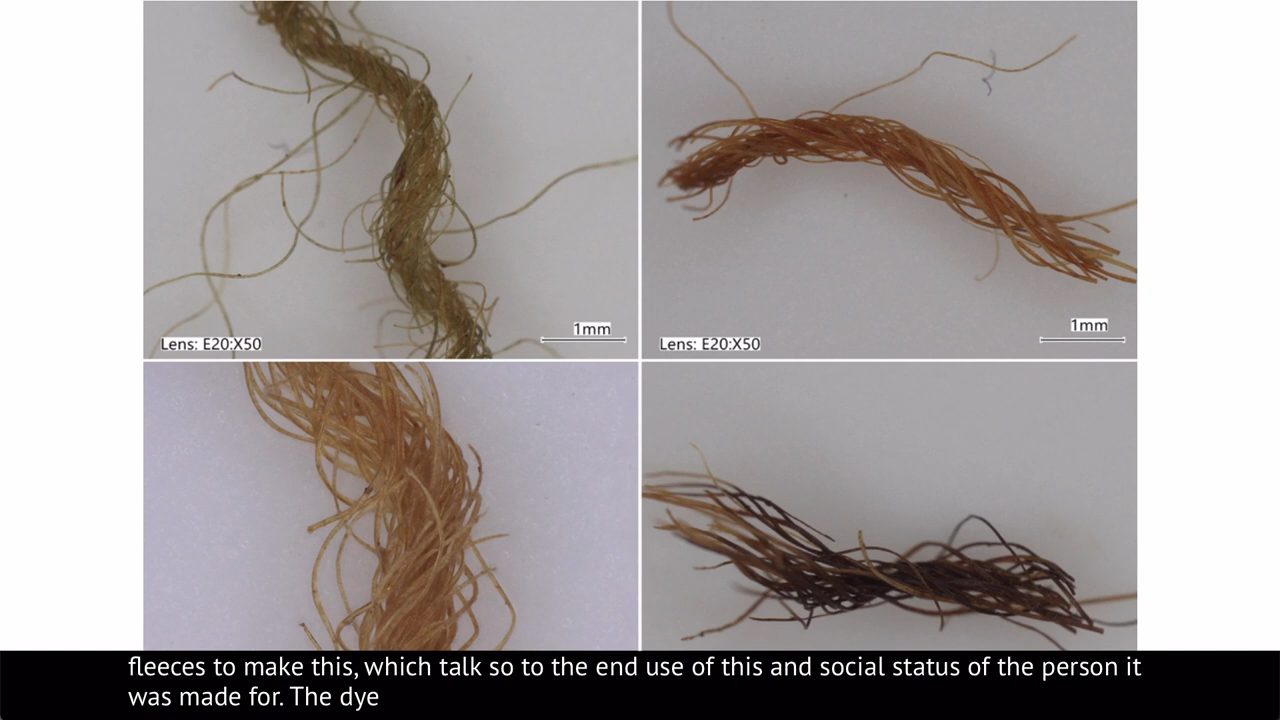 1mm
Lens: E20:X50
1mm
Lens: E20:X50
fleeces to make this, which talk so to the end use of this and social status of the person it
was made for. The dye